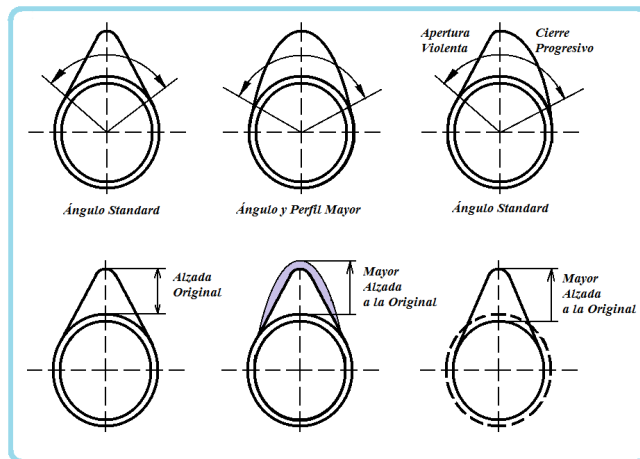 Apertura
Violenta
Cierre
Progresivo
Ángulo Standard
Ángulo y Perfil Mayor
Ángulo Standard
Alzada
Original
Mayor
Alzada
a la Original
Mayor
Alzada
a la Original